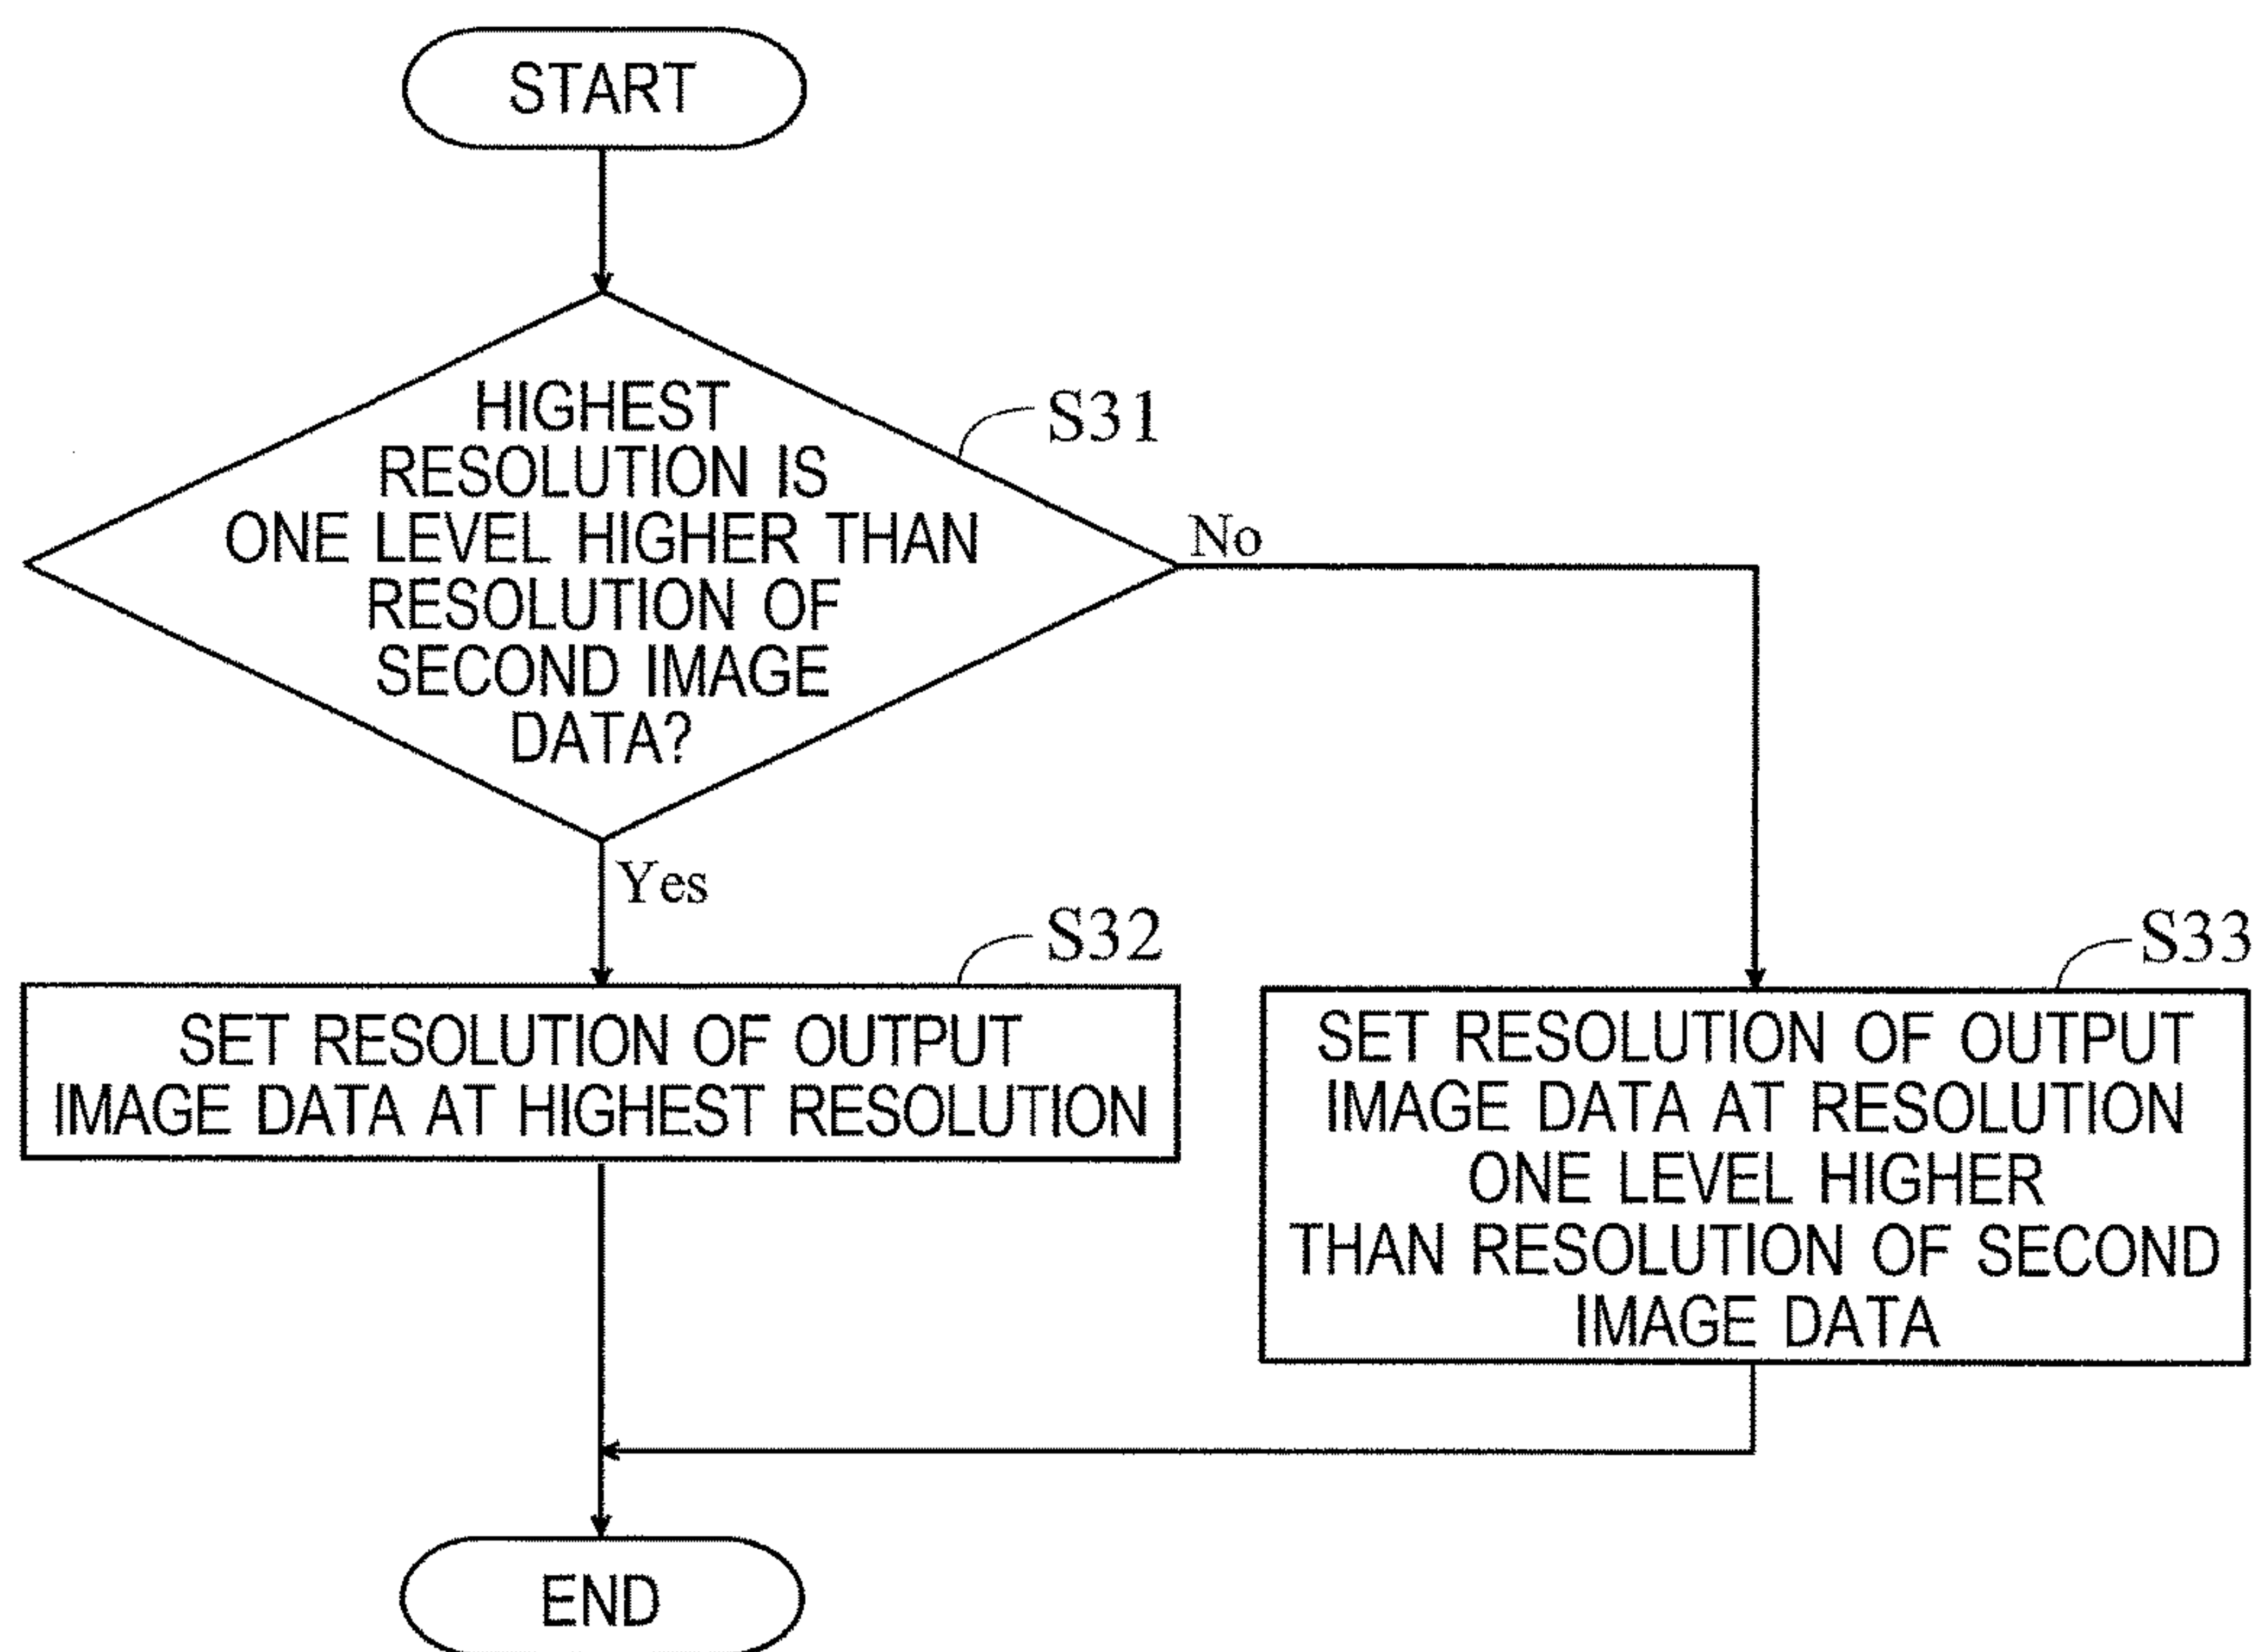 START
HIGHEST
RESOLUTION IS
ONE LEVEL HIGHER THAN
RESOLUTION OF
SECOND IMAGE
DATA?
S31
No
Yes
S32
SET RESOLUTION OF OUTPUT
IMAGE DATA AT HIGHEST RESOLUTION
S33
SET RESOLUTION OF OUTPUT
IMAGE DATA AT RESOLUTION
ONE LEVEL HIGHER
THAN RESOLUTION OF SECOND
IMAGE DATA
END